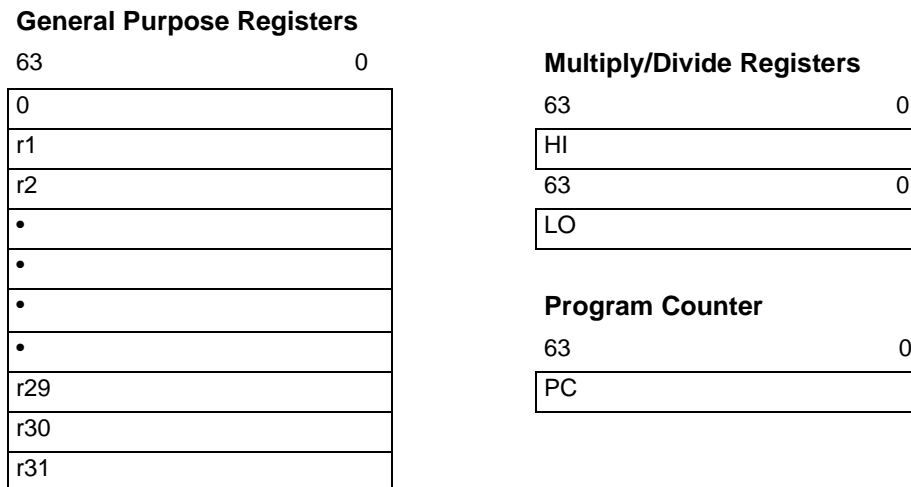 General Purpose Registers
63 0
0
r1
r2
•
•
•
•
r29
r30
r31
Multiply/Divide Registers
63 0
HI
63 0
LO
Program Counter
63 0
PC